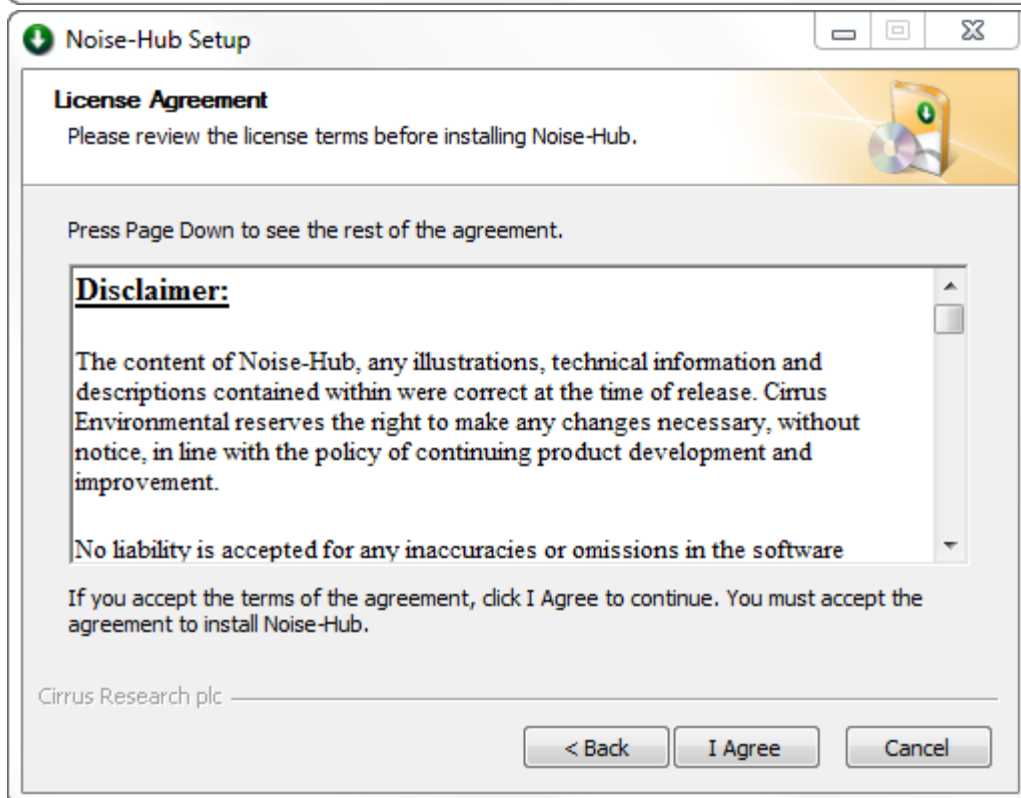 Noise-Hub Setup
License Agreement
Please review the license terms before installing Noise-Hub.
Press Page Down to see the rest of the agreement.
Disclaimer:
The content of Noise-Hub, any illustrations, technical information and
descriptions contained within were correct at the time of release. Cirrus
Environmental reserves the right to make any changes necessary, without
notice, in line with the policy of continuing product development and
improvement.
No liability is accepted for any inaccuracies or omissions in the software
If you accept the terms of the agreement, click I Agree to continue. You must accept the
agreement to install Noise-Hub.
Cirrus Research plc
< Back I Agree Cancel